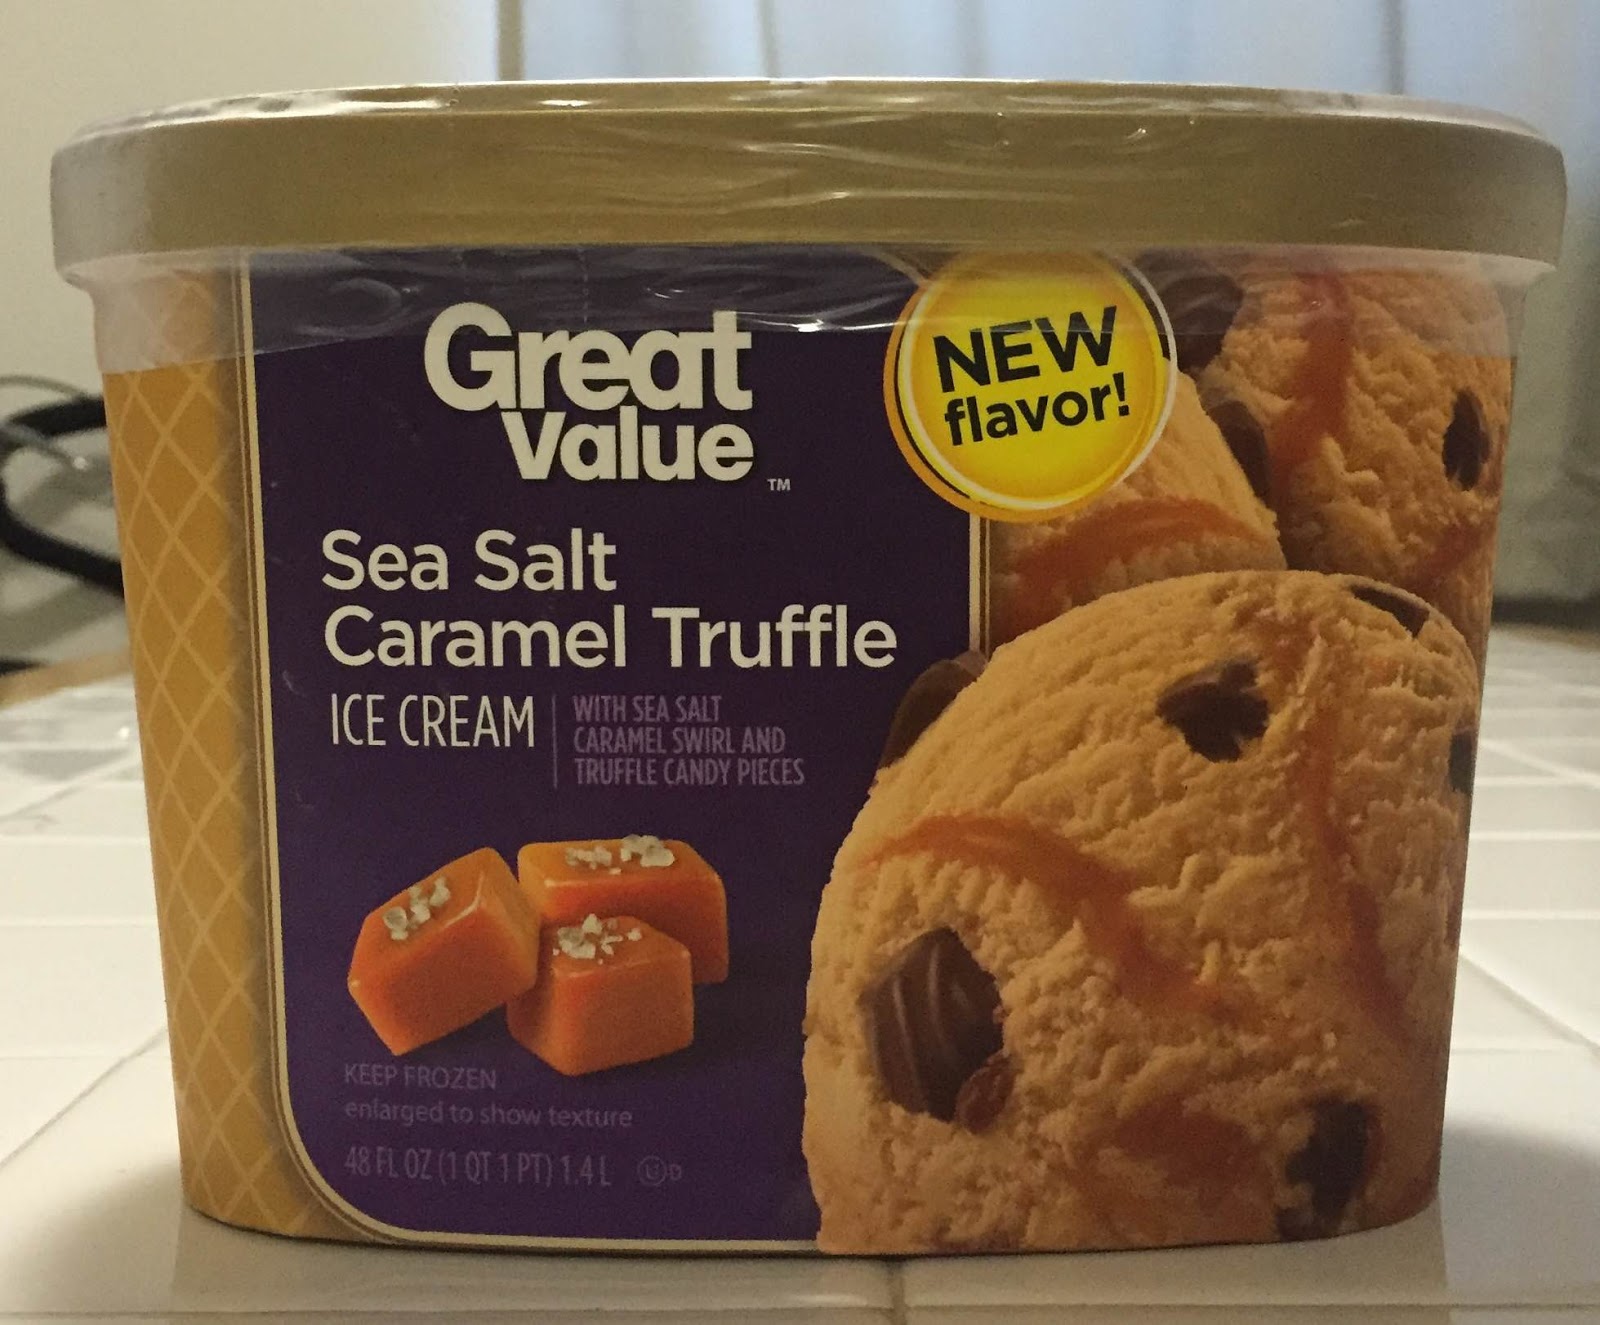 Great
Value
TM
NEW
flavor!
Sea Salt
Caramel Truffle
ICE CREAM
WITH SEA SALT
CARAMEL SWIRL AND
TRUFFLE CANDY PIECES
KEEP FROZEN
enlarged to show texture
48 FL OZ (1 QT 1 PT) 1.4 L
D